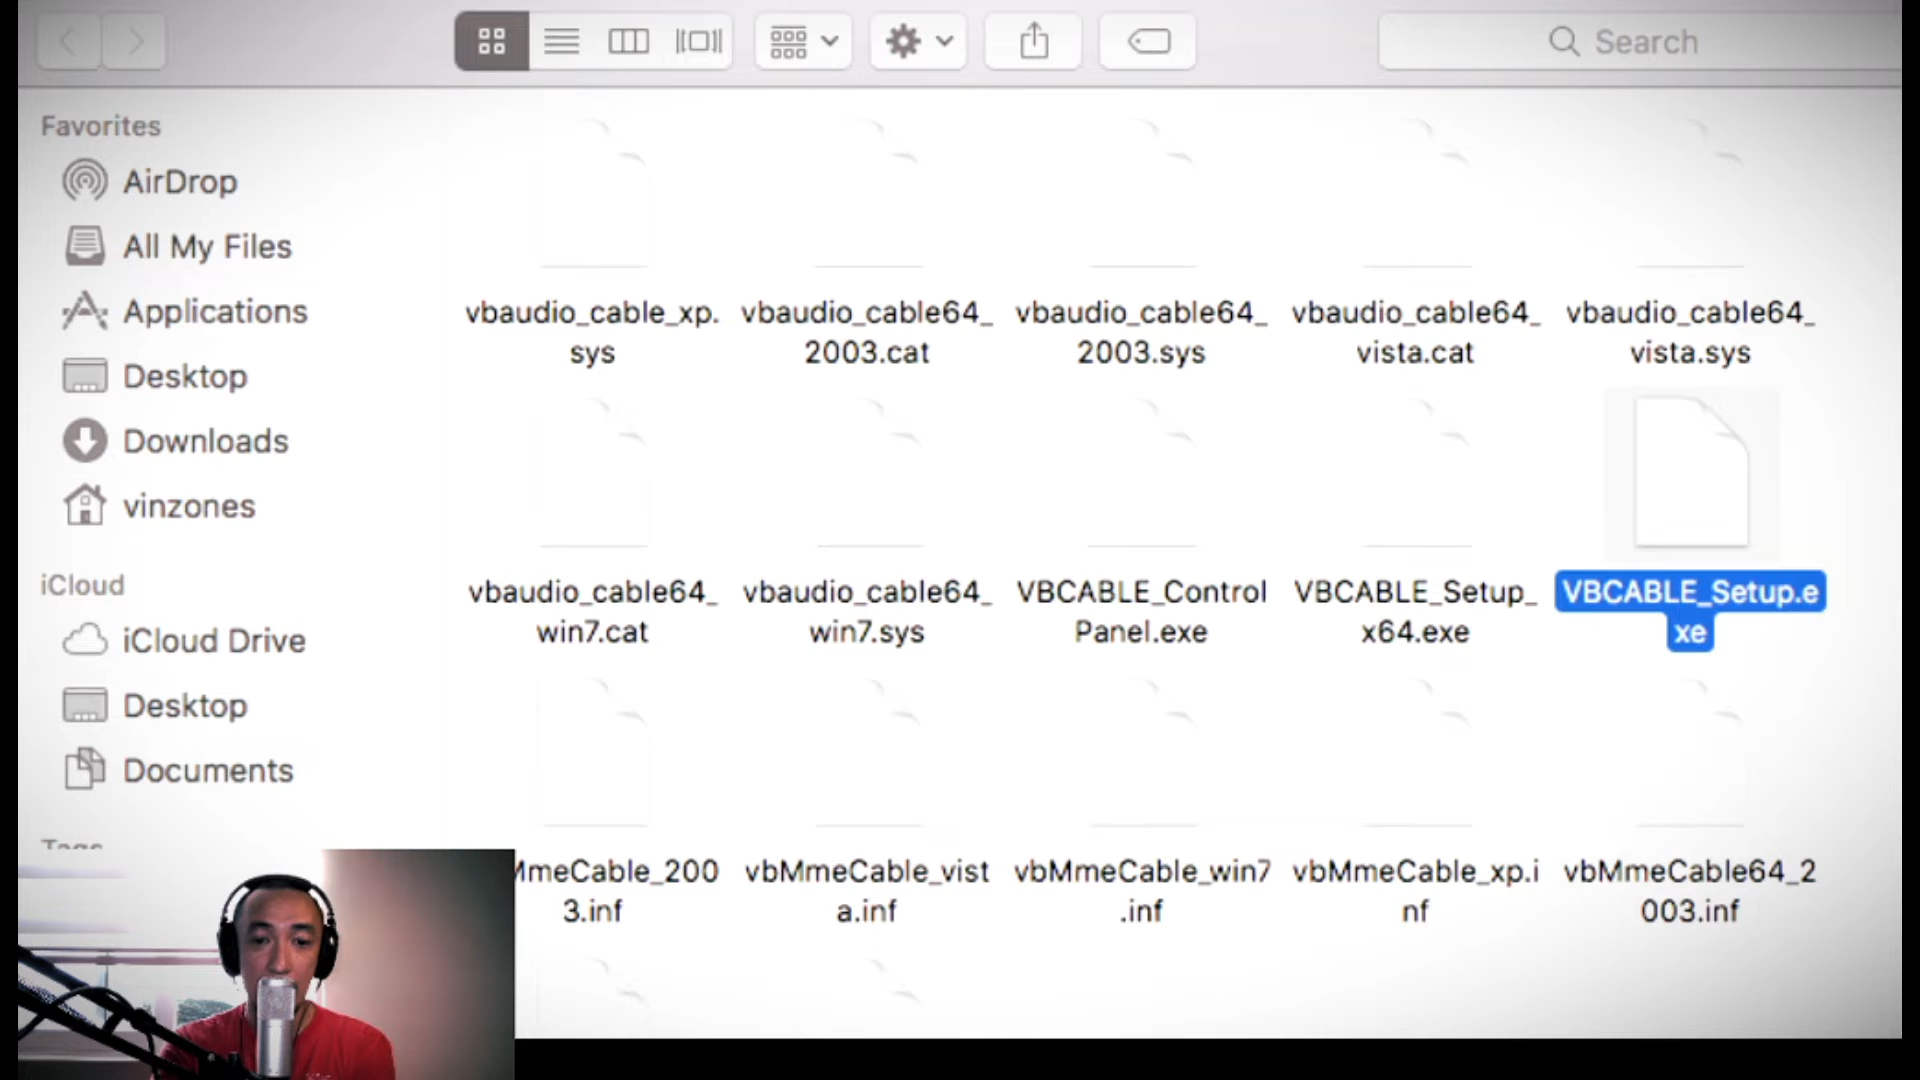 Search
Favorites
AirDrop
All My Files
Applications
Desktop
Downloads
vinzones
iCloud
iCloud Drive
Desktop
Documents
Tags
vbaudio_cable_xp.
sys
vbaudio_cable64_
2003.cat
vbaudio_cable64_
2003.sys
vbaudio_cable64_
vista.cat
vbaudio_cable64_
vista.sys
vbaudio_cable64_
win7.cat
vbaudio_cable64_
win7.sys
VBCABLE_Control
Panel.exe
VBCABLE_Setup_
x64.exe
VBCABLE_Setup.e
xe
MmeCable_200
3.inf
vbMmeCable_vist
a.inf
vbMmeCable_win7
.inf
vbMmeCable_xp.i
nf
vbMmeCable64_2
003.inf